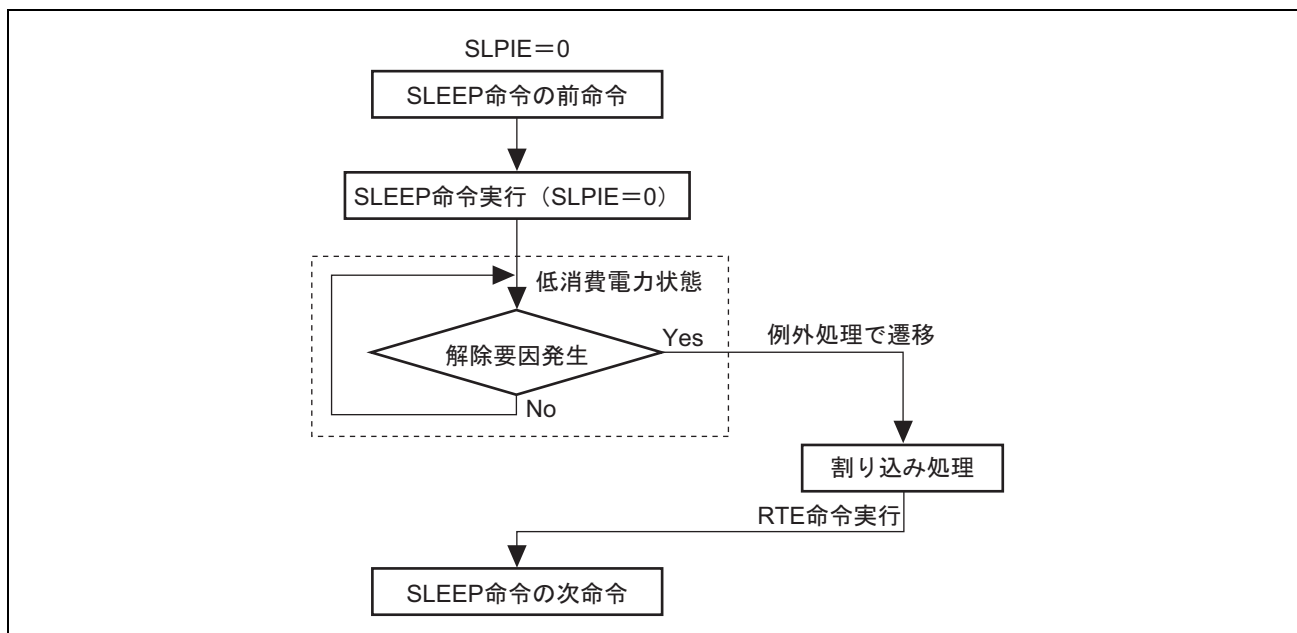 SLPIE=0
SLEEP命令の前命令
SLEEP命令実行（SLPIE=0）
低消費電力状態
解除要因発生
Yes
例外処理で遷移
No
割り込み処理
RTE命令実行
SLEEP命令の次命令